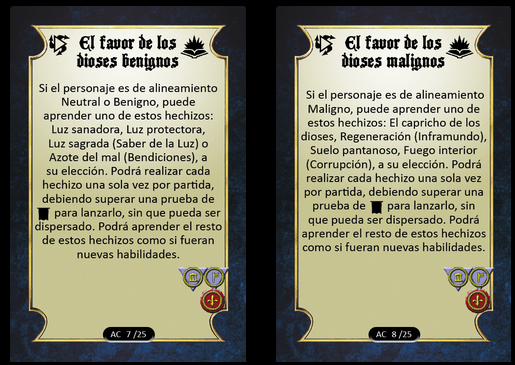 El favor de los
dioses benignos
Si el personaje es de alineamiento
Neutral o Benigno, puede
aprender uno de estos hechizos:
Luz sanadora, Luz protectora,
Luz sagrada (Saber de la Luz) o
Azote del mal (Bendiciones), a
su elección. Podrá realizar cada
hechizo una sola vez por partida,
debiendo superar una prueba de
para lanzarlo, sin que pueda ser
dispersado. Podrá aprender el resto
de estos hechizos como si fueran
nuevas habilidades.
AC 7 /25
El favor de los
dioses malignos
Si el personaje es de alineamiento
Maligno, puede aprender uno de
estos hechizos: El capricho de los
dioses, Regeneración (Inframundo),
Suelo pantanoso, Fuego interior
(Corrupción), a su elección. Podrá
realizar cada hechizo una sola vez
por partida, debiendo superar una
prueba de para lanzarlo, sin
que pueda ser dispersado. Podrá
aprender el resto de estos hechizos
como si fueran nuevas habilidades.
AC 8 /25